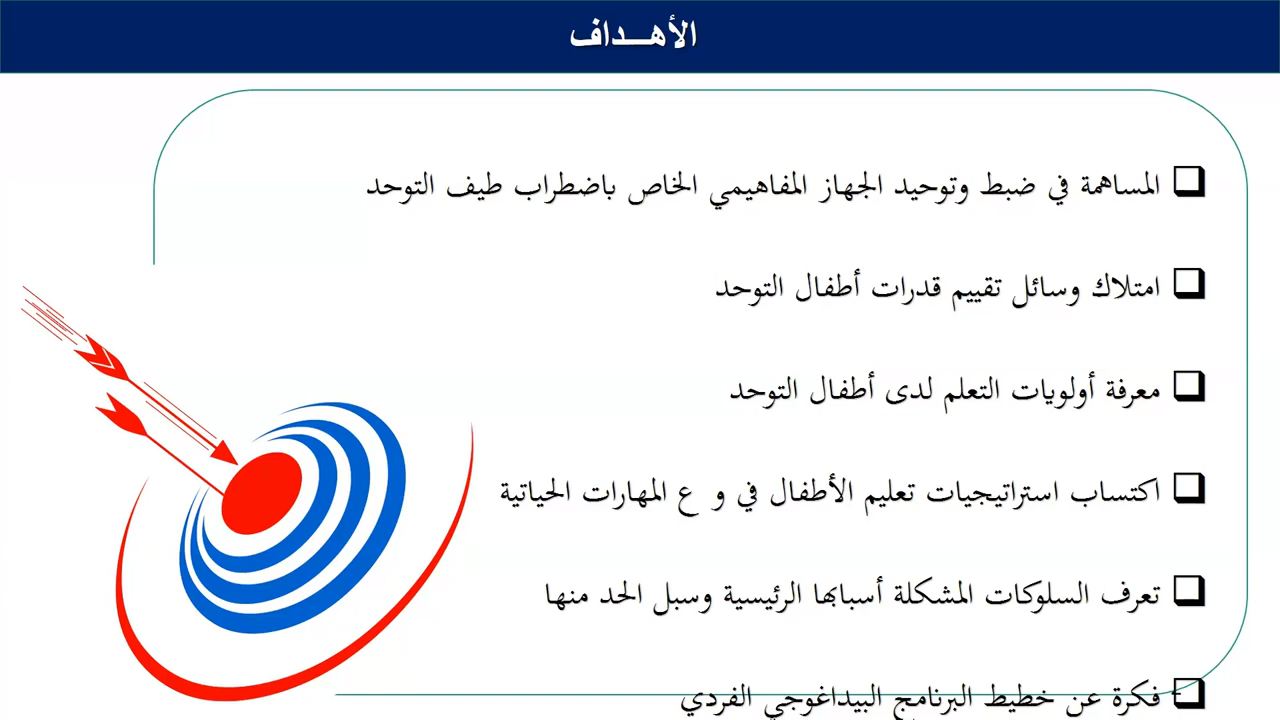 الأهـــداف
المساهمة في ضبط وتوحيد الجهاز المفاهيمي الخاص باضطراب طيف التوحد
امتلاك وسائل تقييم قدرات أطفال التوحد
معرفة أولويات التعلم لدى أطفال التوحد
اكتساب استراتيجيات تعليم الأطفال في و ع المهارات الحياتية
تعرف السلوكات المشكلة أسبابها الرئيسية وسبل الحد منها
فكرة عن خطيط البرنامج البيداغوجي الفردي